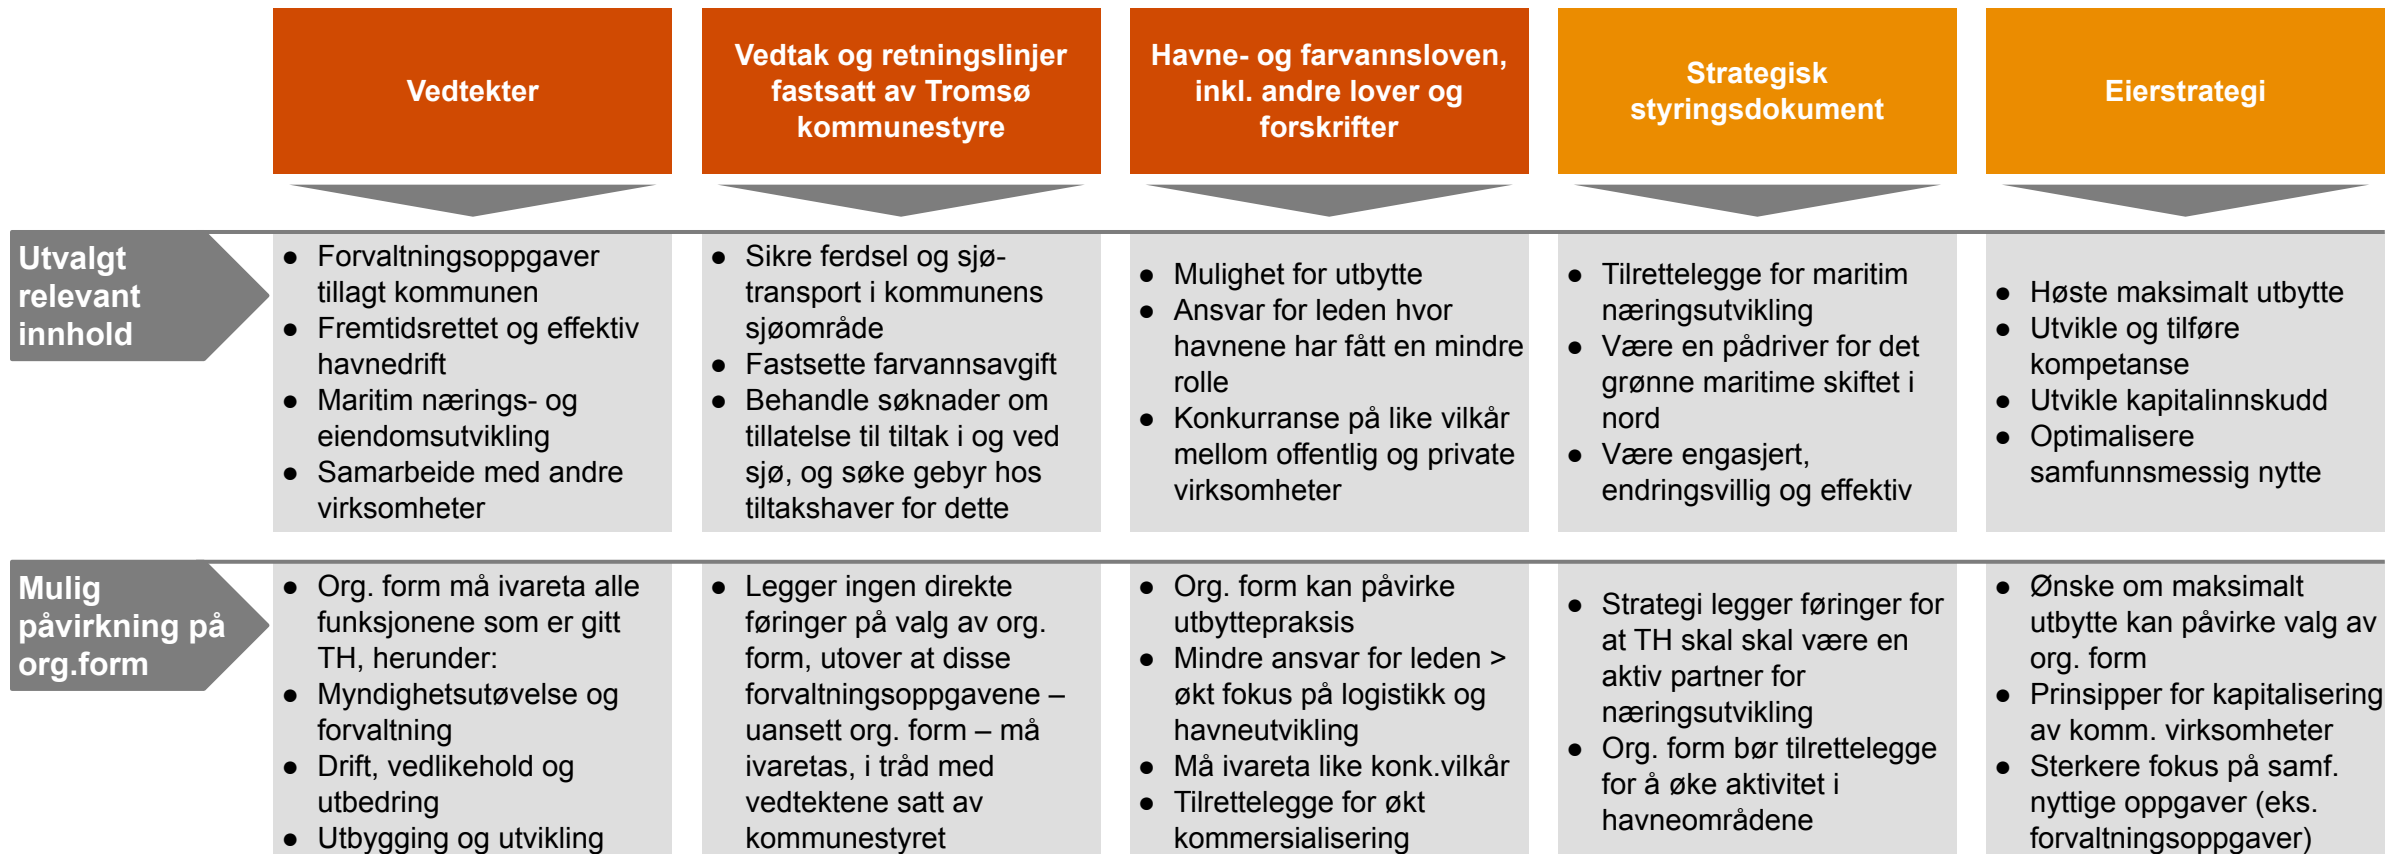 Vedtekter
Vedtak og retningslinjer
fastsatt av Tromsø
kommunestyre
Havne- og farvannsloven,
inkl. andre lover og
forskrifter
Strategisk
styringsdokument
Eierstrategi
Utvalgt
relevant
innhold
● Forvaltningsoppgaver
tillagt kommunen
● Fremtidsrettet og effektiv
havnedrift
● Maritim nærings- og
eiendomsutvikling
● Samarbeide med andre
virksomheter
● Sikre ferdsel og sjø-
transport i kommunens
sjøområde
● Fastsette farvannsavgift
● Behandle søknader om
tillatelse til tiltak i og ved
sjø, og søke gebyr hos
tiltakshaver for dette
● Mulighet for utbytte
● Ansvar for leden hvor
havnene har fått en mindre
rolle
● Konkurranse på like vilkår
mellom offentlig og private
virksomheter
● Tilrettelegge for maritim
næringsutvikling
● Være en pådriver for det
grønne maritime skiftet i
nord
● Være engasjert,
endringsvillig og effektiv
● Høste maksimalt utbytte
● Utvikle og tilføre
kompetanse
● Utvikle kapitalinnskudd
● Optimalisere
samfunnsmessig nytte
Mulig
påvirkning på
org.form
● Org. form må ivareta alle
funksjonene som er gitt
TH, herunder:
● Myndighetsutøvelse og
forvaltning
● Drift, vedlikehold og
utbedring
● Utbygging og utvikling
● Legger ingen direkte
føringer på valg av org.
form, utover at disse
forvaltningsoppgavene –
uansett org. form – må
ivaretas, i tråd med
vedtektene satt av
kommunestyret
● Org. form kan påvirke
utbyttepraksis
● Mindre ansvar for leden >
økt fokus på logistikk og
havneutvikling
● Må ivareta like konk.vilkår
● Tilrettelegge for økt
kommersialisering
● Strategi legger føringer for
at TH skal skal være en
aktiv partner for
næringsutvikling
● Org. form bør tilrettelegge
for å øke aktivitet i
havneområdene
● Ønske om maksimalt
utbytte kan påvirke valg av
org. form
● Prinsipper for kapitalisering
av komm. virksomheter
● Sterkere fokus på samf.
nyttige oppgaver (eks.
forvaltningsoppgaver)